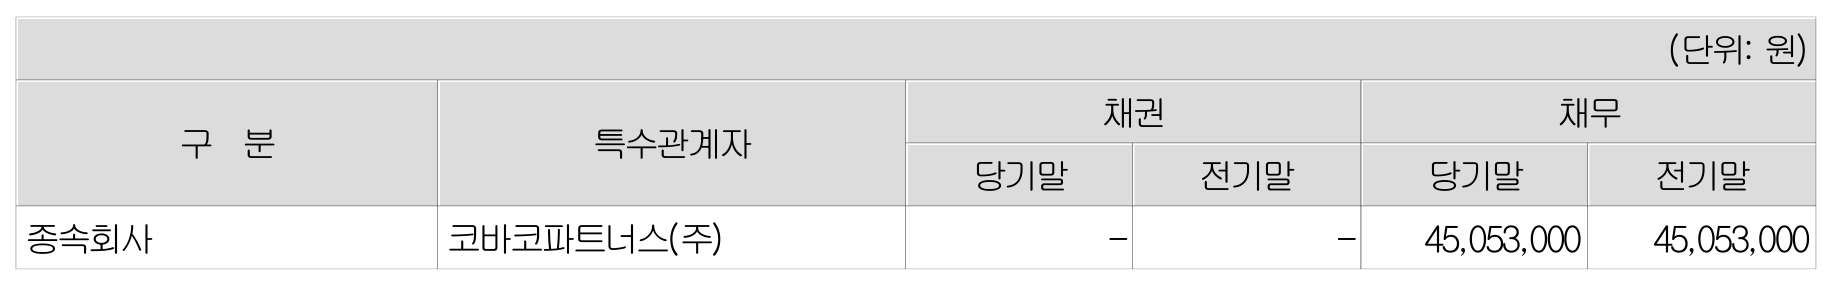 (단위: 원)
구 분 특수관계자 채권 채무
당기말 전기말 당기말 전기말
종속회사 코바코파트너스(주) – – 45,053,000 45,053,000